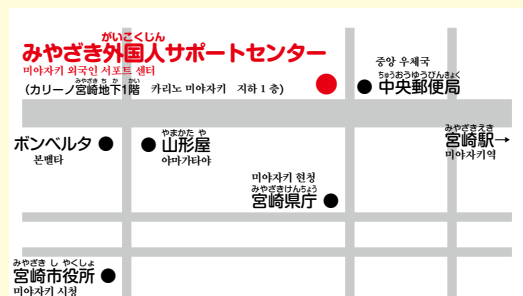 がいこくじん
みやざき外国人サポートセンター
미야자키 외국인 서포트 센터
みやざき ち か かい
(カリーノ宮崎地下1階 카리노 미야자키 지하 1 층)
중앙 우체국
ちゅうおうゆうびんきょく
中央郵便局
ボンベルタ
본벨타
やまかた や
山形屋
야마가타야
みやざきえき
宮崎駅→
미야자키역
미야자키 현청
みやざきけんちょう
宮崎県庁
みやざき し やくしょ
宮崎市役所
미야자키 시청